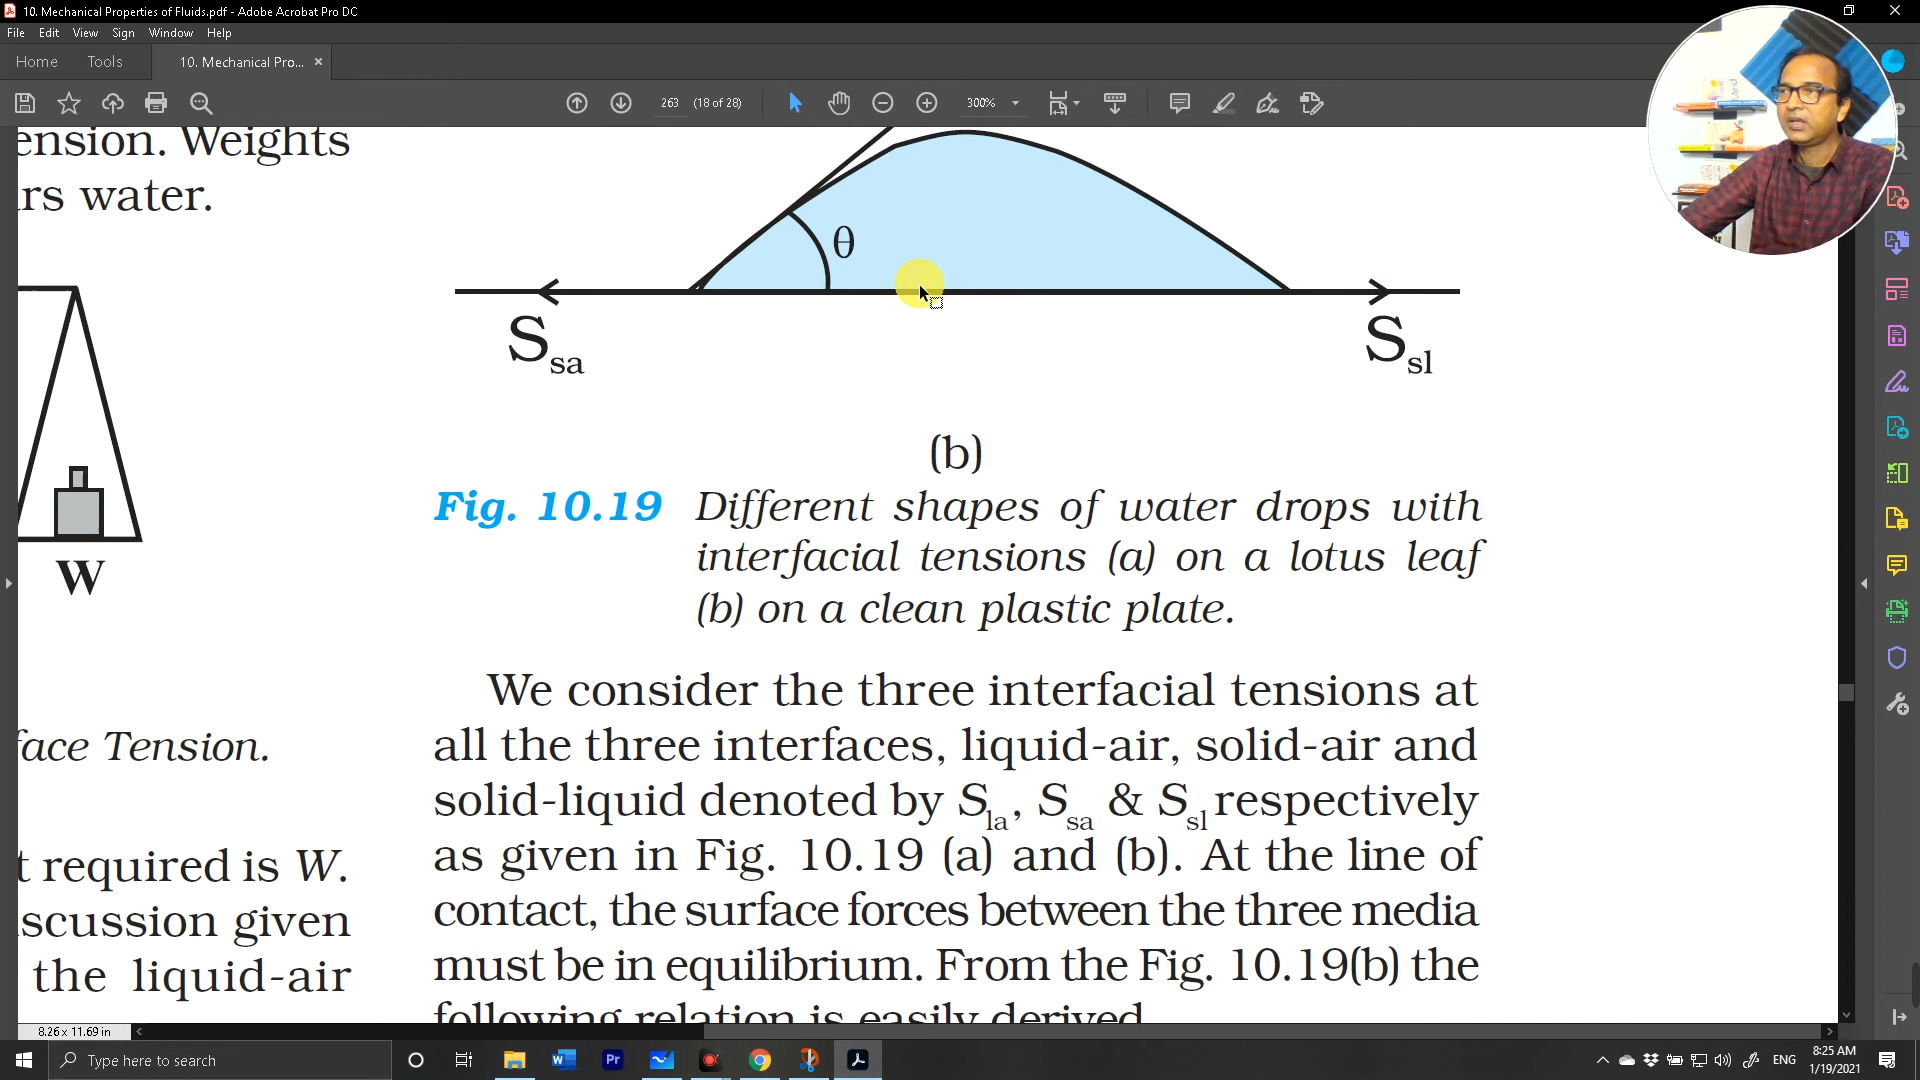 10. Mechanical Properties of Fluids.pdf - Adobe Acrobat Pro DC
File Edit View Sign Window Help
Home Tools 10. Mechanical Pro... ×
263 (18 of 28) 300%
ension. Weights
rs water.
θ
Ssa Ssl
(b)
W
Fig. 10.19 Different shapes of water drops with
interfacial tensions (a) on a lotus leaf
(b) on a clean plastic plate.
face Tension.
t required is W.
scussion given
the liquid-air
We consider the three interfacial tensions at
all the three interfaces, liquid-air, solid-air and
solid-liquid denoted by Sla, Ssa & Ssl respectively
as given in Fig. 10.19 (a) and (b). At the line of
contact, the surface forces between the three media
must be in equilibrium. From the Fig. 10.19(b) the
following relation is easily derived
8.26 x 11.69 in
Type here to search
ENG
8:25 AM
1/19/2021